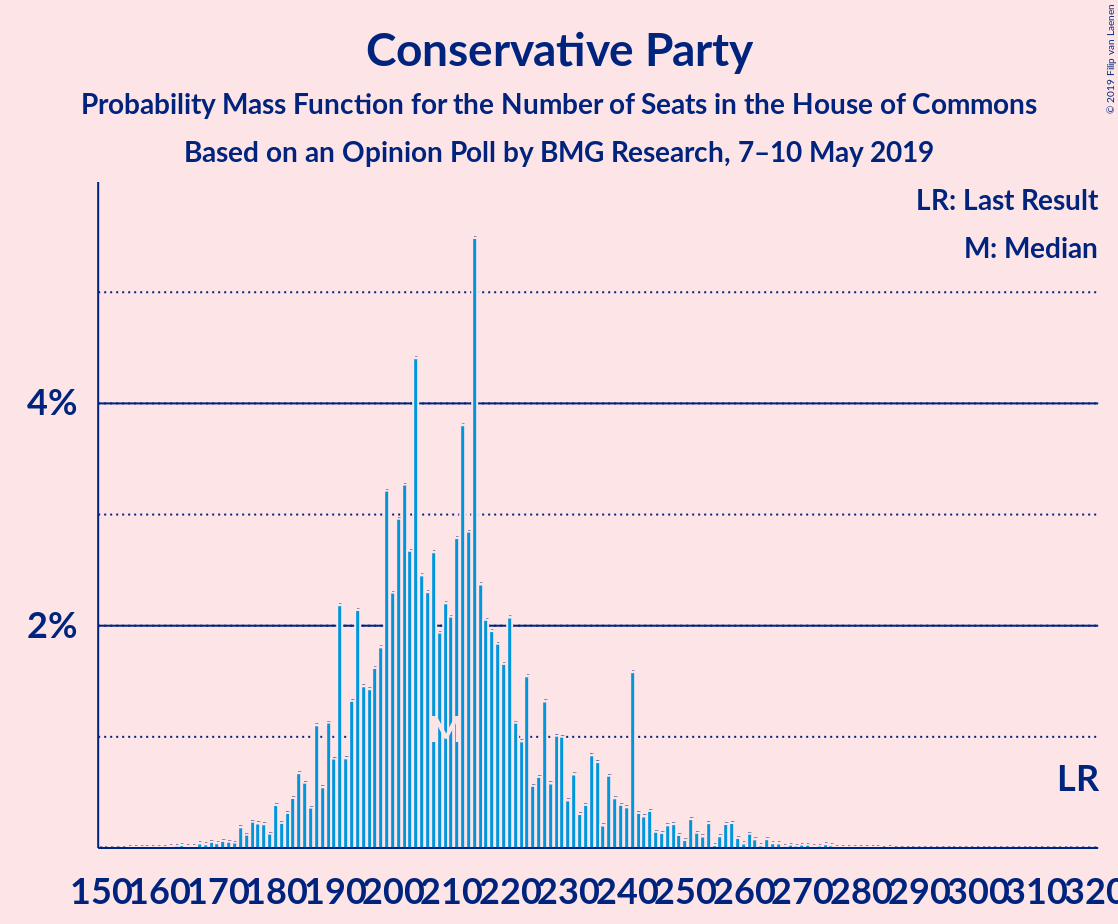 Conservative Party
Probability Mass Function for the Number of Seats in the House of Commons
Based on an Opinion Poll by BMG Research, 7–10 May 2019
© 2019 Filip van Laenen
LR: Last Result
M: Median
4%
2%
M
LR
150 160 170 180 190 200 210 220 230 240 250 260 270 280 290 300 310 320